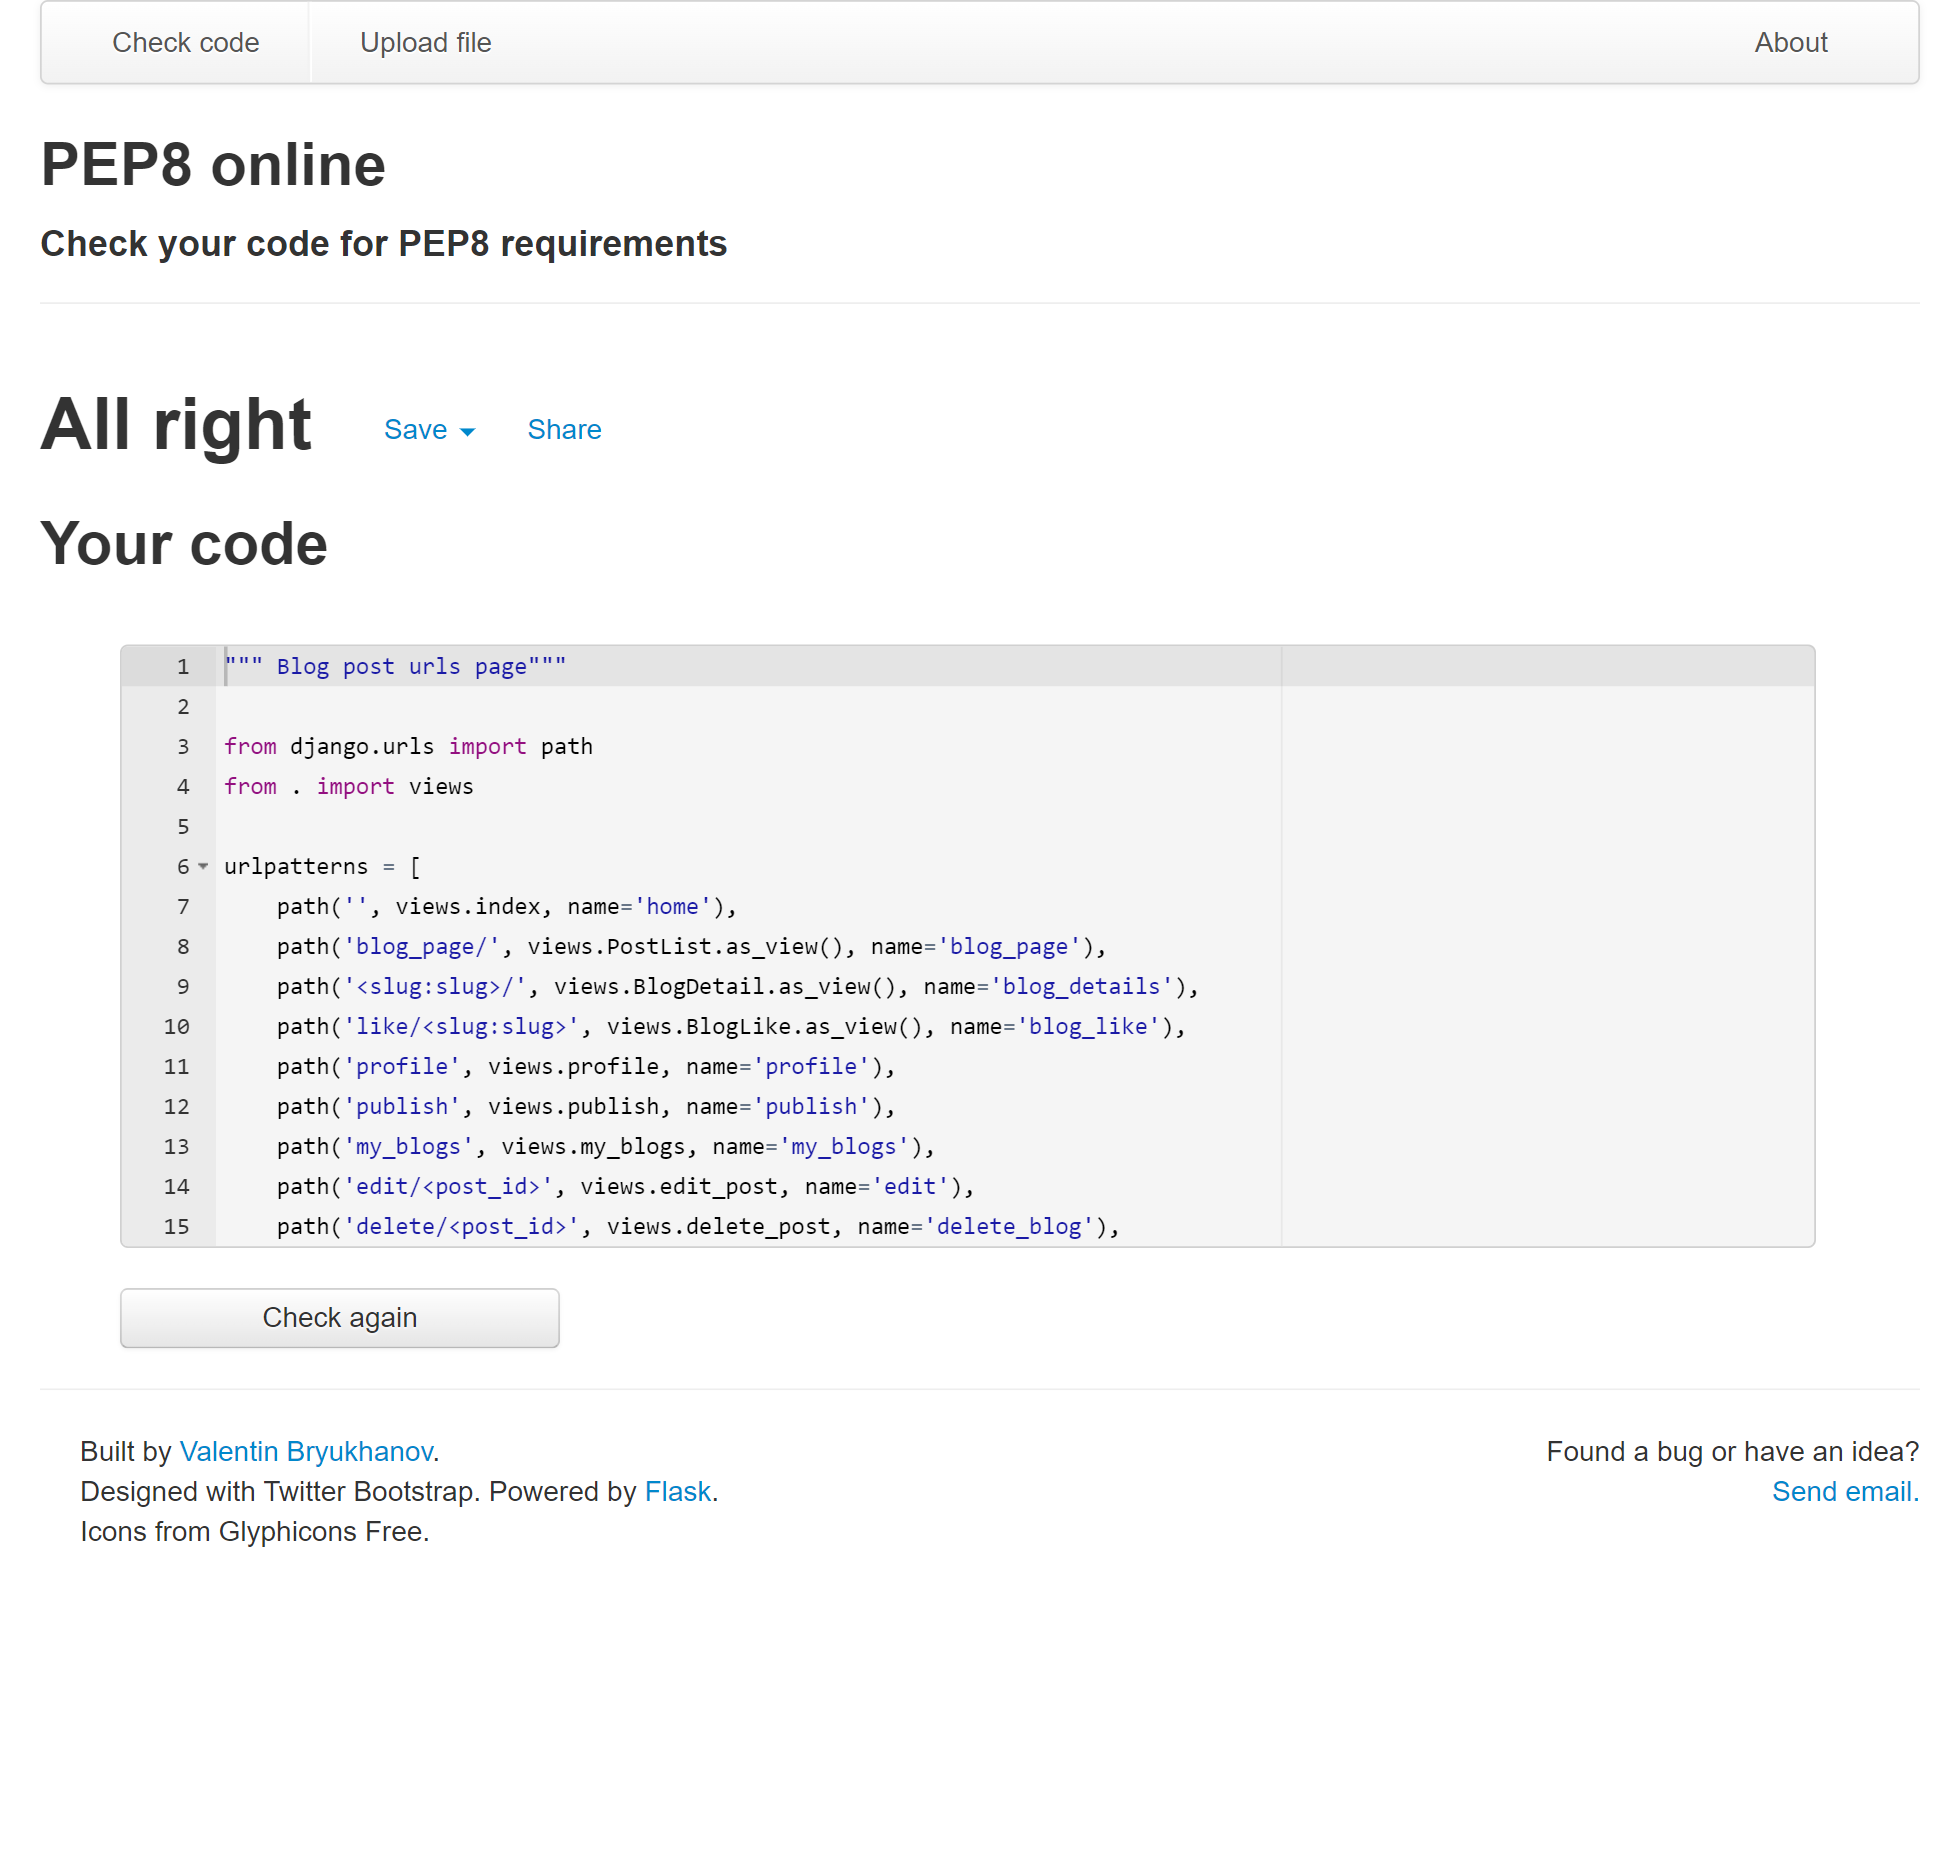 Check code
Upload file
About
PEP8 online
Check your code for PEP8 requirements
All right
Save
Share
Your code
1 """ Blog post urls page"""
2
3 from django.urls import path
4 from . import views
5
6 urlpatterns = [
7     path('', views.index, name='home'),
8     path('blog_page/', views.PostList.as_view(), name='blog_page'),
9     path('<slug:slug>/', views.BlogDetail.as_view(), name='blog_details'),
10     path('like/<slug:slug>', views.BlogLike.as_view(), name='blog_like'),
11     path('profile', views.profile, name='profile'),
12     path('publish', views.publish, name='publish'),
13     path('my_blogs', views.my_blogs, name='my_blogs'),
14     path('edit/<post_id>', views.edit_post, name='edit'),
15     path('delete/<post_id>', views.delete_post, name='delete_blog'),
Check again
Built by Valentin Bryukhanov.
Designed with Twitter Bootstrap. Powered by Flask.
Icons from Glyphicons Free.
Found a bug or have an idea?
Send email.